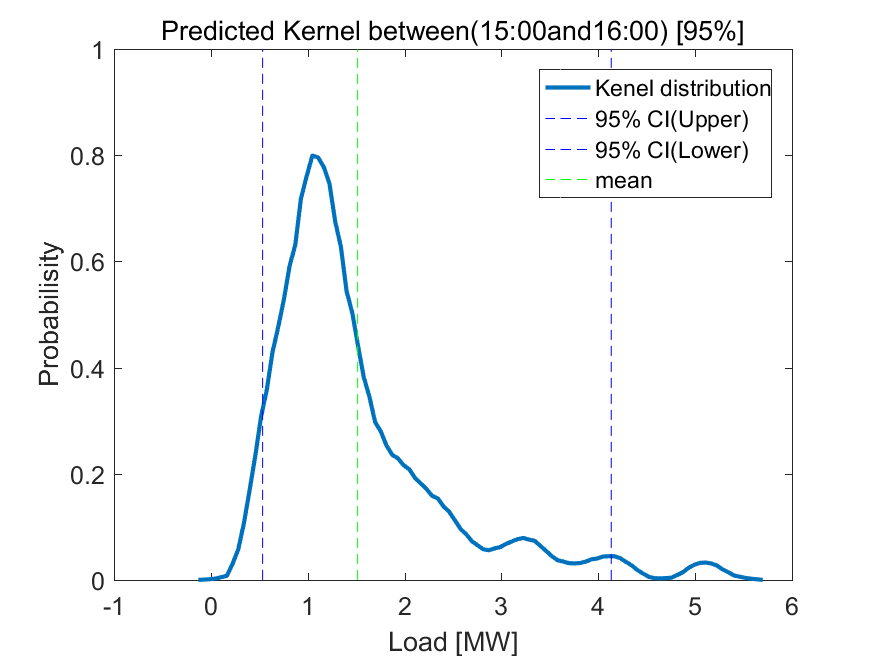 Predicted Kernel between(15:00and16:00) [95%]
1
0.8
0.6
0.4
0.2
0
Probabilisity
Kenel distribution
95% CI(Upper)
95% CI(Lower)
mean
-1 0 1 2 3 4 5 6
Load [MW]